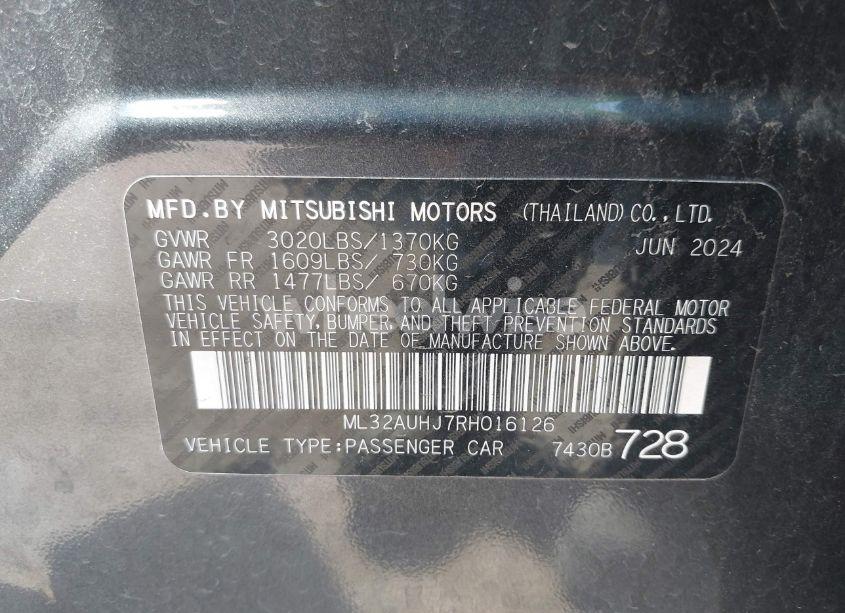 MFD.BY MITSUBISHI MOTORS (THAILAND) CO., LTD.
GVWR 3020LBS/1370KG JUN 2024
GAWR FR 1609LBS/ 730KG
GAWR RR 1477LBS/ 670KG
THIS VEHICLE CONFORMS TO ALL APPLICABLE FEDERAL MOTOR
VEHICLE SAFETY, BUMPER, AND THEFT PREVENTION STANDARDS
IN EFFECT ON THE DATE OF MANUFACTURE SHOWN ABOVE.
ML32AUHJ7RH016126
VEHICLE TYPE:PASSENGER CAR 7430B 728